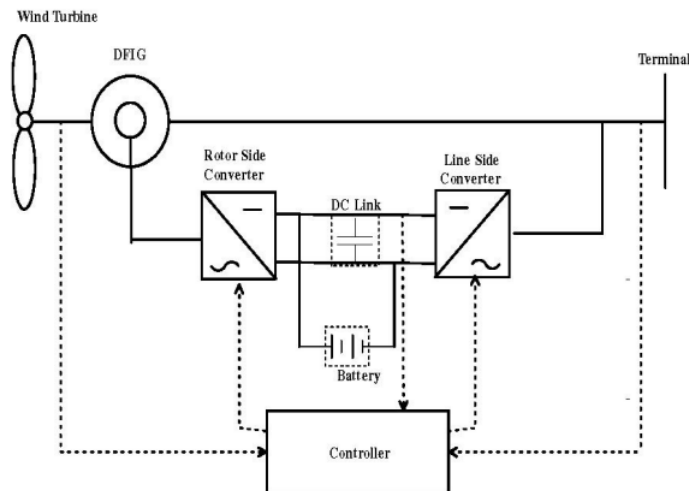 Wind Turbine
DFIG
Terminal
Rotor Side
Converter
Line Side
Converter
DC Link
Battery
Controller